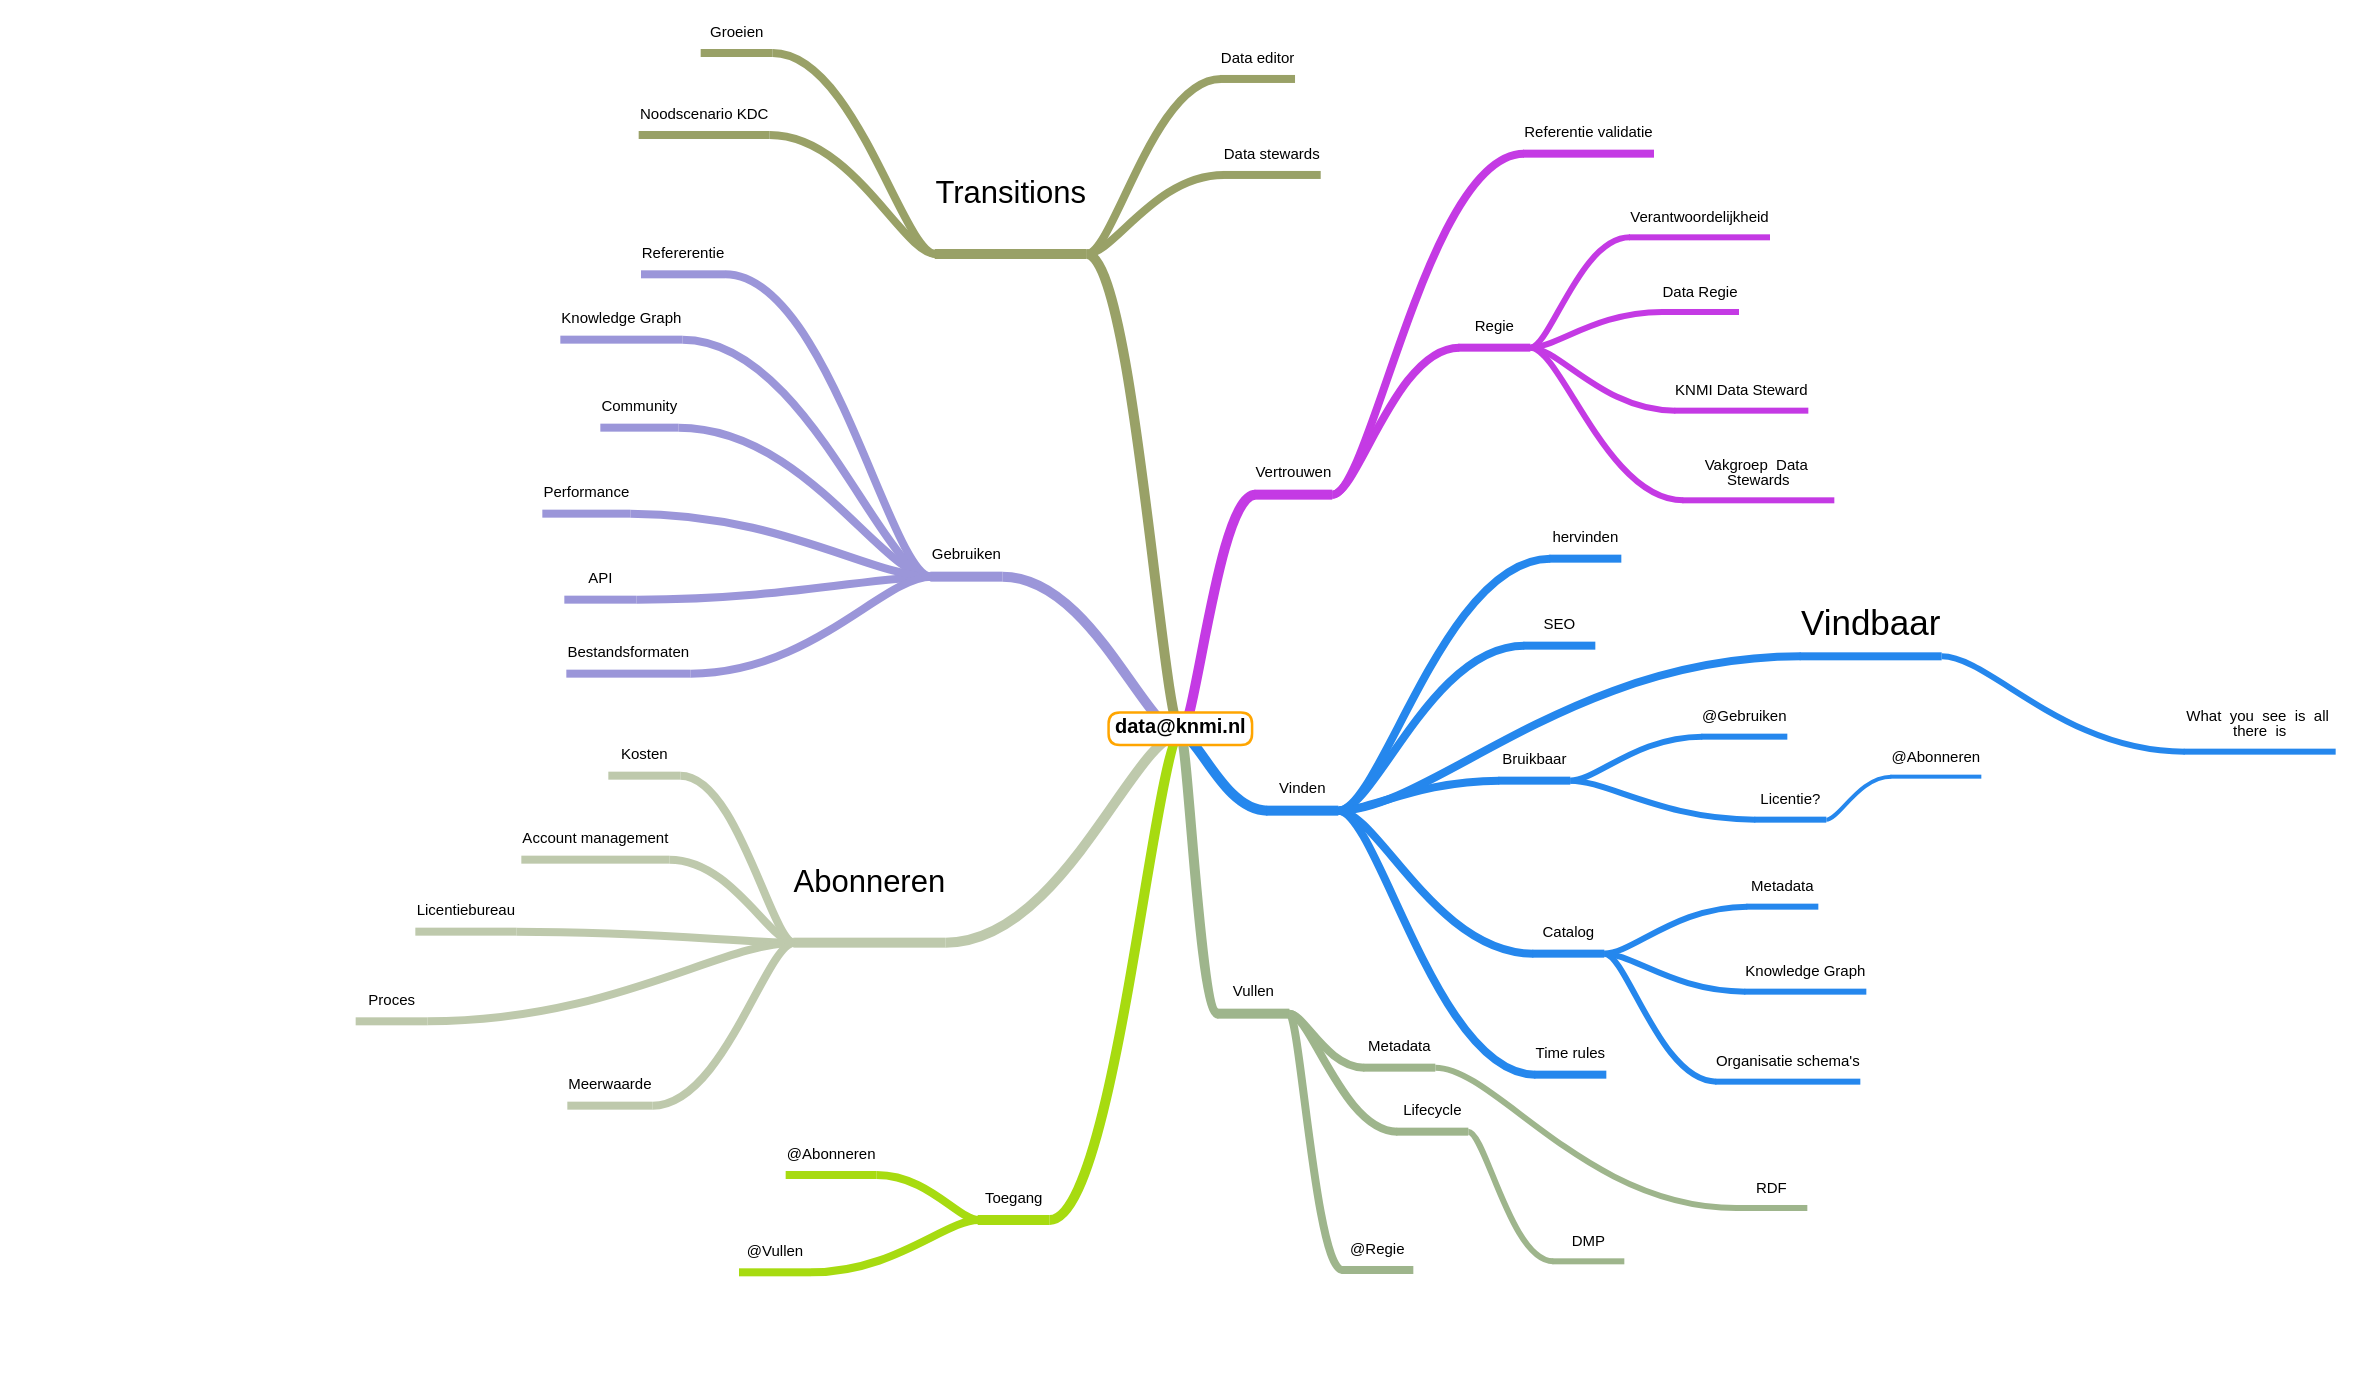 Groeien
Noodscenario KDC
Transitions
Data editor
Data stewards
Refererentie
Knowledge Graph
Community
Performance
API
Bestandsformaten
Gebruiken
data@knmi.nl
Kosten
Account management
Licentiebureau
Proces
Meerwaarde
Abonneren
@Abonneren
@Vullen
Toegang
Vertrouwen
Referentie validatie
Regie
Verantwoordelijkheid
Data Regie
KNMI Data Steward
Vakgroep Data
Stewards
Vinden
hervinden
SEO
Vindbaar
What you see is all
there is
Bruikbaar
@Gebruiken
Licentie?
@Abonneren
Catalog
Metadata
Knowledge Graph
Organisatie schema's
Time rules
Vullen
Metadata
RDF
Lifecycle
DMP
@Regie